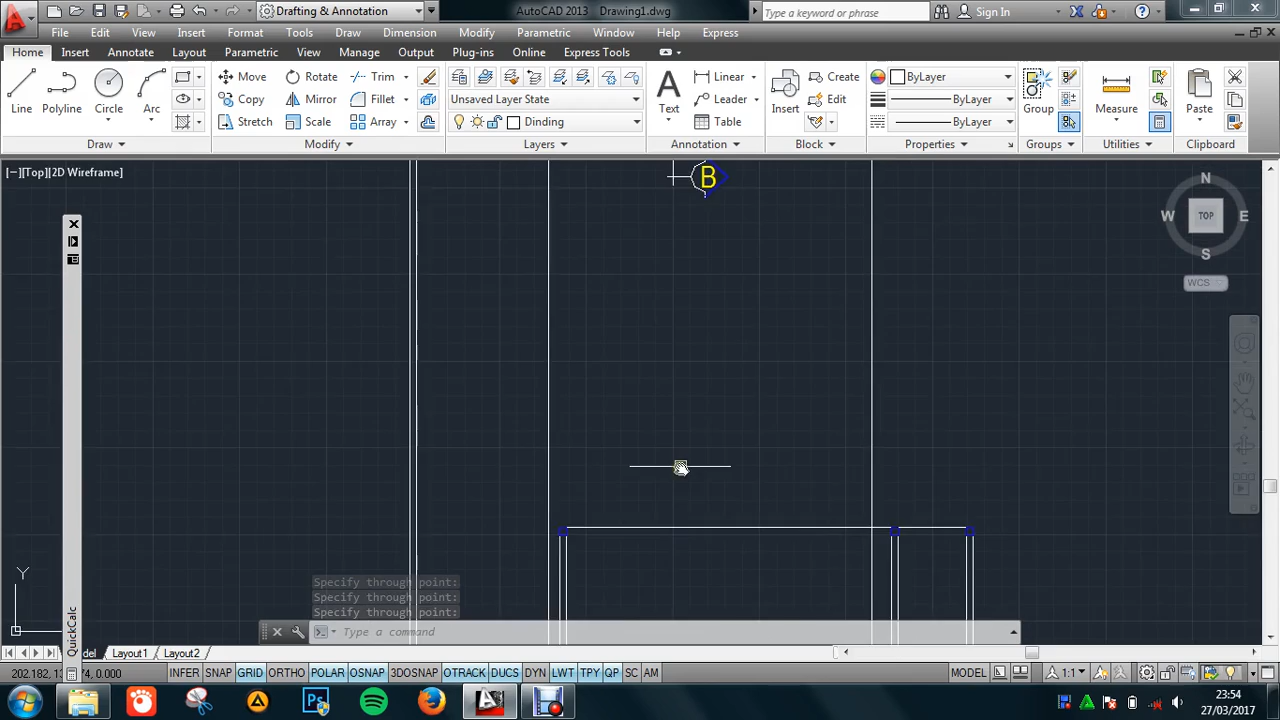 AutoCAD 2013 Drawing1.dwg
Drafting & Annotation
Type a keyword or phrase
Sign In
File Edit View Insert Format Tools Draw Dimension Modify Parametric Window Help Express
Home Insert Annotate Layout Parametric View Manage Output Plug-ins Online Express Tools
Line Polyline Circle Arc
Move Rotate Trim
Copy Mirror Fillet
Stretch Scale Array
Unsaved Layer State
Dinding
Text
Linear
Leader
Table
Insert
Create
Edit
ByLayer
ByLayer
ByLayer
Group
Measure
Paste
Draw Modify Layers Annotation Block Properties Groups Utilities Clipboard
[−][Top][2D Wireframe]
B
N
W TOP E
S
WCS
QuickCalc
Y
Specify through point:
Specify through point:
Specify through point:
Type a command
Layout1 Layout2
INFER SNAP GRID ORTHO POLAR OSNAP 3DOSNAP OTRACK DUCS DYN LWT TPY QP SC AM
MODEL 1:1
23:54
27/03/2017